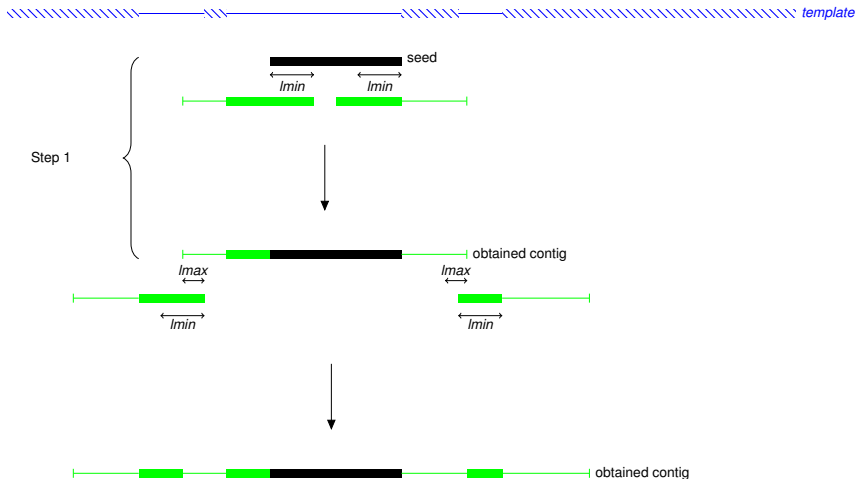 template
seed
lmin lmin
Step 1
obtained contig
lmax lmax
lmin lmin
obtained contig